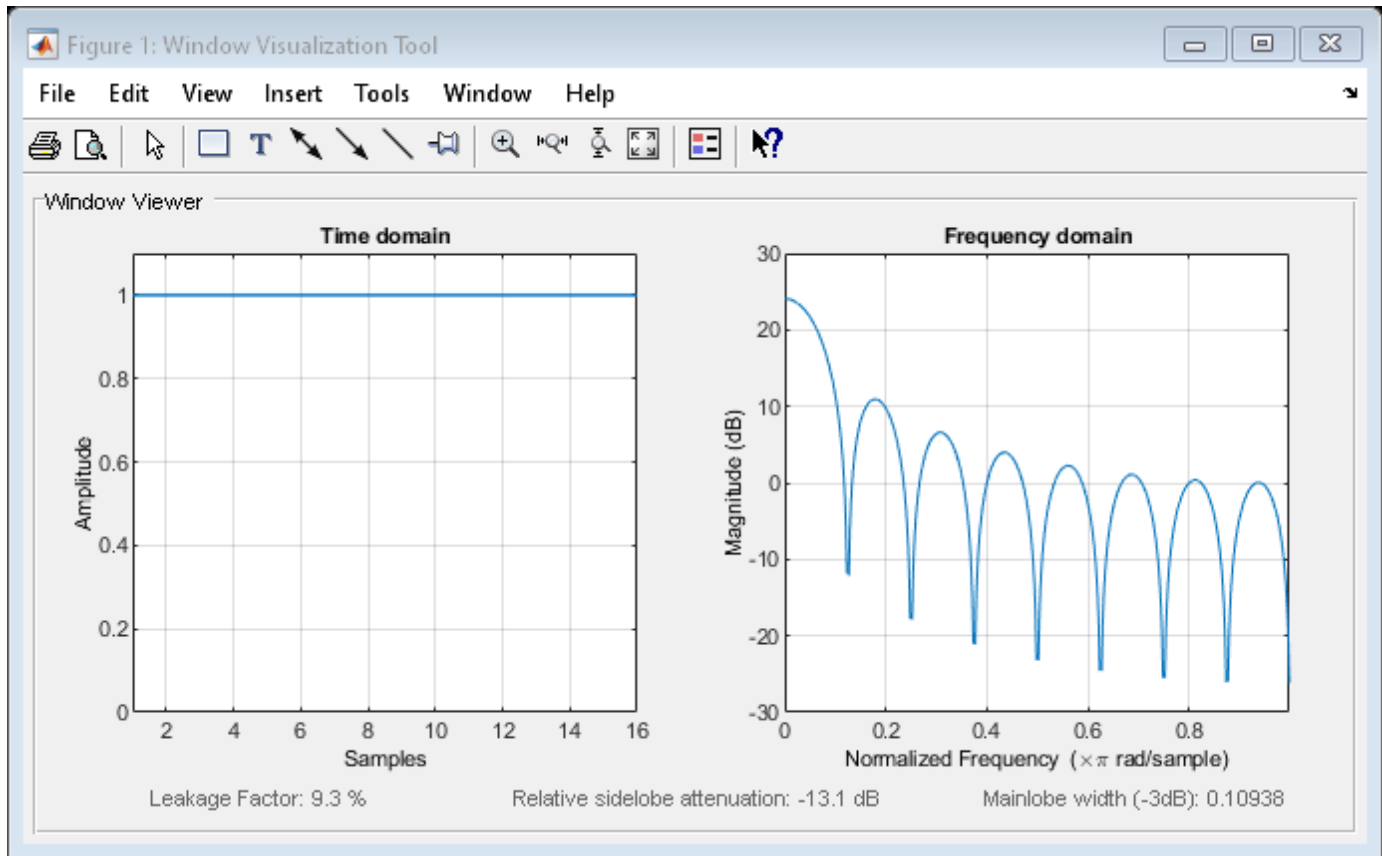 Figure 1: Window Visualization Tool
File Edit View Insert Tools Window Help
T
?
Window Viewer
Time domain
1
0.8
0.6
0.4
0.2
0
2 4 6 8 10 12 14 16
Amplitude
Samples
Frequency domain
30
20
10
0
-10
-20
-30
0 0.2 0.4 0.6 0.8
Magnitude (dB)
Normalized Frequency (×π rad/sample)
Leakage Factor: 9.3 %
Relative sidelobe attenuation: -13.1 dB
Mainlobe width (-3dB): 0.10938